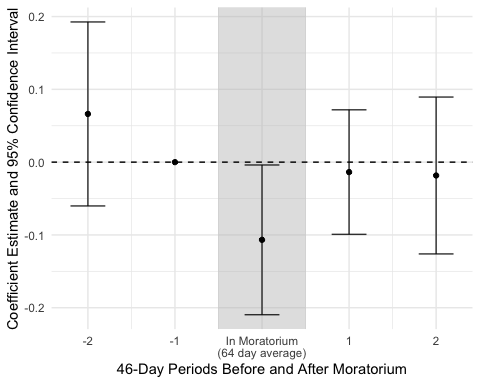 Coefficient Estimate and 95% Confidence Interval
0.2
0.1
0.0
-0.1
-0.2
-2
-1
In Moratorium
(64 day average)
1
2
46-Day Periods Before and After Moratorium